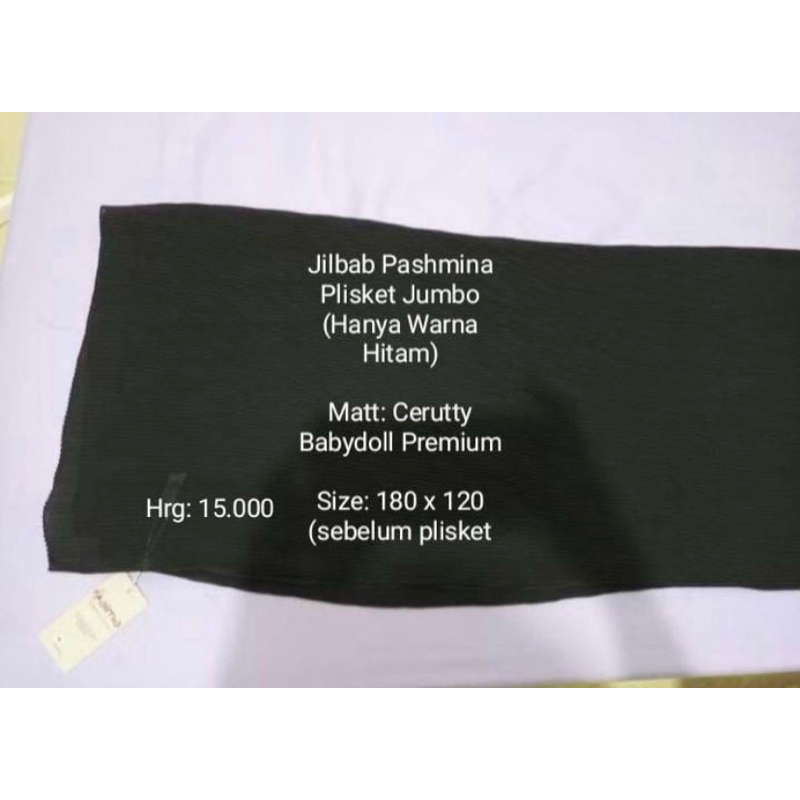 Jilbab Pashmina
Plisket Jumbo
(Hanya Warna
Hitam)
Matt: Cerutty
Babydoll Premium
Hrg: 15.000
Size: 180 x 120
(sebelum plisket